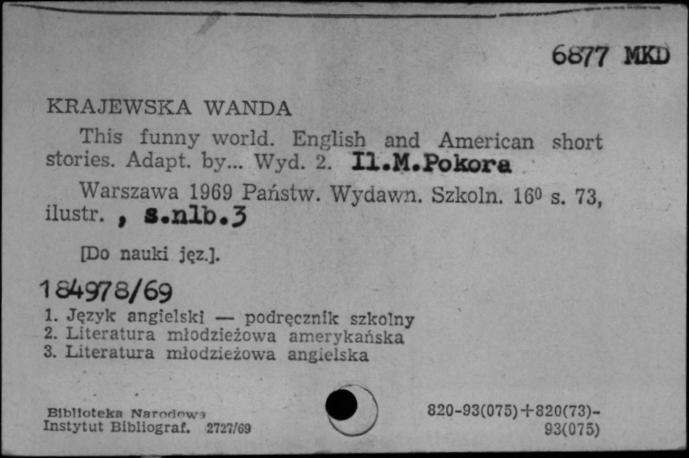 6877 MKD
KRAJEWSKA WANDA
This funny world. English and American short
stories. Adapt. by... Wyd. 2. Il.M.Pokora
Warszawa 1969 Państw. Wydawn. Szkoln. 16⁰ s. 73,
ilustr. , s.nlb.3
[Do nauki jęz.].
184978/69
1. Język angielski — podręcznik szkolny
2. Literatura młodzieżowa amerykańska
3. Literatura młodzieżowa angielska
Biblioteka Narodowa
Instytut Bibliograf. 2727/69
820-93(075)+820(73)-
93(075)